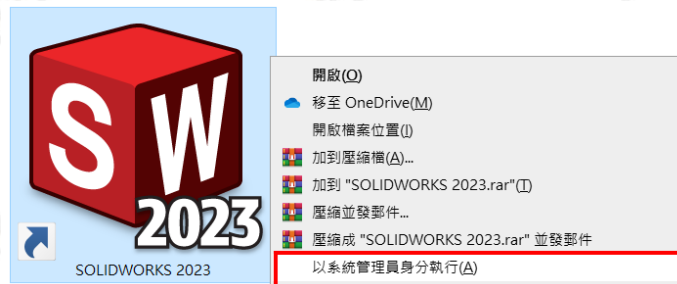 SW
2023
SOLIDWORKS 2023
開啟(O)
移至 OneDrive(M)
開啟檔案位置(I)
加到壓縮檔(A)...
加到 "SOLIDWORKS 2023.rar"(T)
壓縮並發郵件...
壓縮成 "SOLIDWORKS 2023.rar" 並發郵件
以系統管理員身分執行(A)